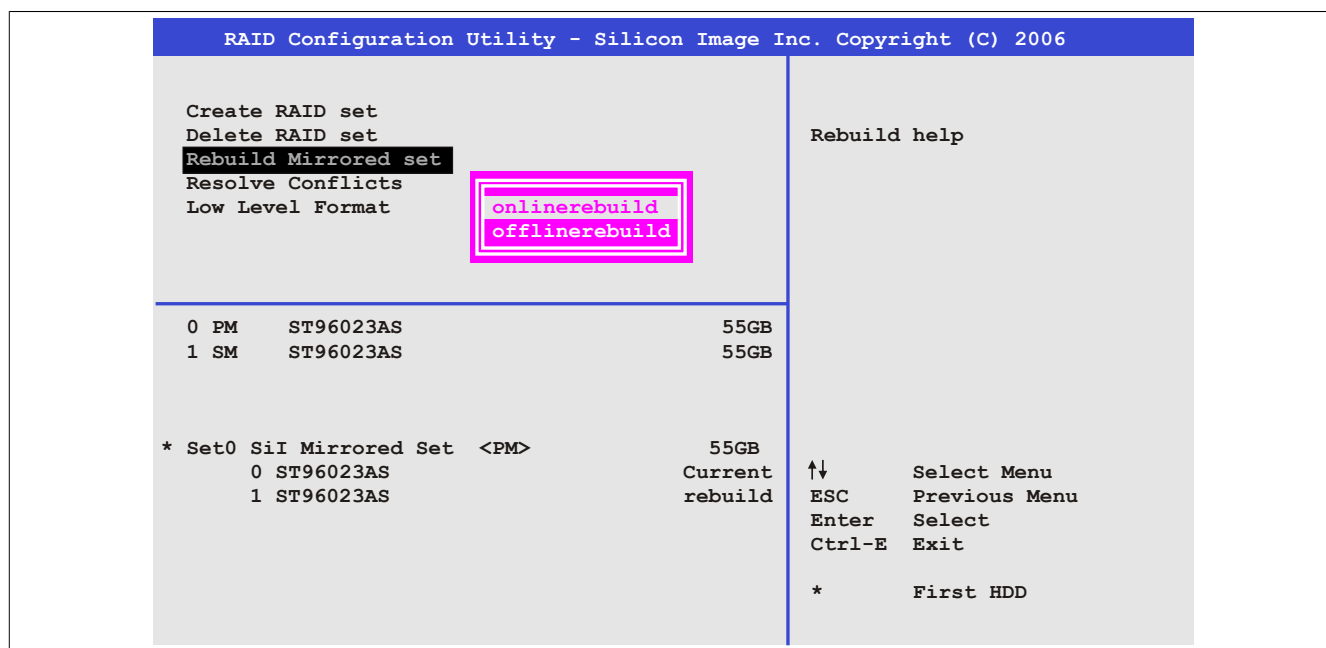 RAID Configuration Utility - Silicon Image Inc. Copyright (C) 2006
Create RAID set
Delete RAID set
Rebuild Mirrored set
Resolve Conflicts
Low Level Format
onlinerebuild
offlinerebuild
Rebuild help
0 PM ST96023AS 55GB
1 SM ST96023AS 55GB
* Set0 SiI Mirrored Set <PM> 55GB
0 ST96023AS Current
1 ST96023AS rebuild
↑↓ Select Menu
ESC Previous Menu
Enter Select
Ctrl-E Exit
* First HDD